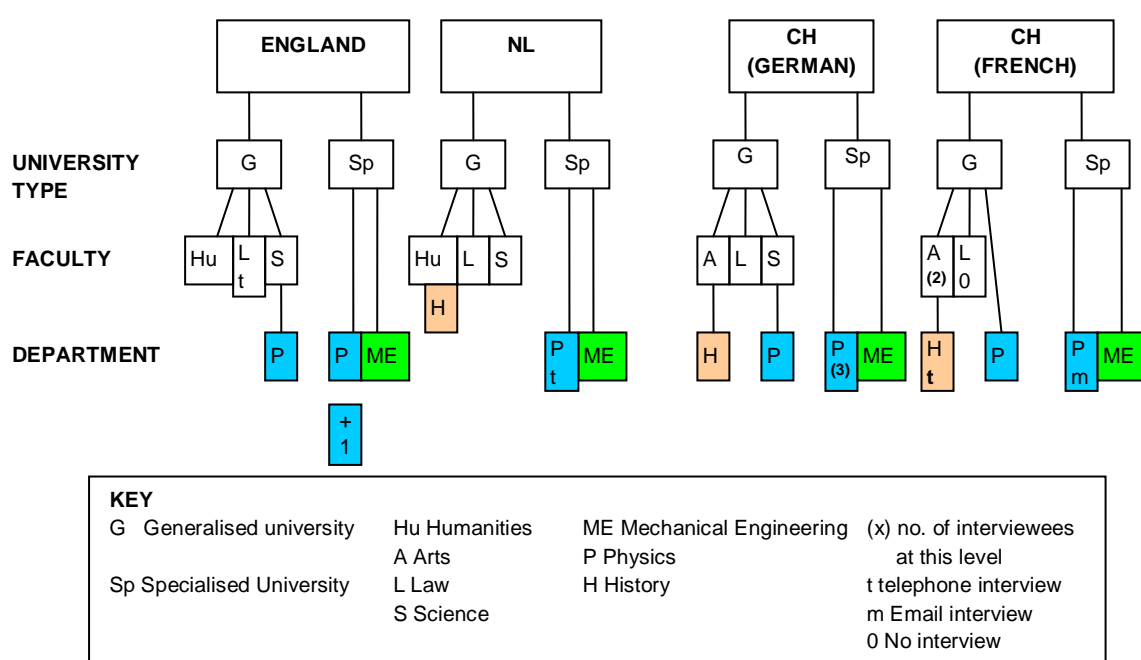 ENGLAND
NL
CH
(GERMAN)
CH
(FRENCH)
UNIVERSITY
TYPE
G
Sp
G
Sp
G
Sp
G
Sp
FACULTY
Hu
L
t
S
Hu
L
S
A
L
S
A
(2)
L
0
H
DEPARTMENT
P
P
ME
P
t
ME
H
P
P
(3)
ME
H
t
P
P
m
ME
+
1
KEY
G Generalised university
Hu Humanities
ME Mechanical Engineering
(x) no. of interviewees
A Arts
P Physics
at this level
Sp Specialised University
L Law
H History
t telephone interview
S Science
m Email interview
0 No interview